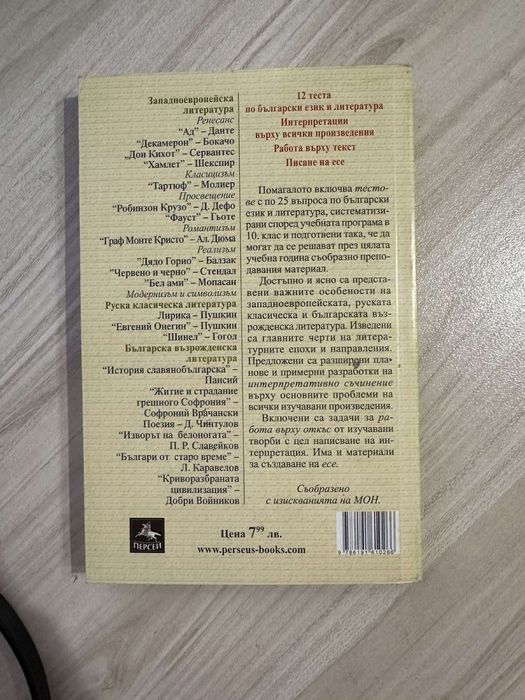 Западноевропейска
литература
Ренесанс
“Ад” – Данте
“Декамерон” – Бокачо
„Дон Кихот” – Сервантес
“Хамлет” – Шекспир
Класицизъм
“Тартюф” – Молиер
Просвещение
“Робинзон Крузо” – Д. Дефо
“Фауст” – Гьоте
Романтизъм
“Граф Монте Кристо” – Ал. Дюма
Реализъм
“Дядо Горио” – Балзак
“Червено и черно” – Стендал
“Бел ами” – Мопасан
Модернизъм и символизъм
Руска класическа литература
Лирика – Пушкин
“Евгений Онегин” – Пушкин
“Шинел” – Гогол
Българска възрожденска
литература
“История славянобългарска” –
Паисий
“Житие и страдание
грешнаго Софрония” –
Софроний Врачански
Поезия – Д. Чинтулов
“Изворът на белоногата” –
П. Р. Славейков
“Българи от старо време” –
Л. Каравелов
“Криворазбраната
цивилизация” –
Добри Войников
12 теста
по български език и литература
Интерпретации
върху всички произведения
Работа върху текст
Писане на есе
Помагалото включва тесто-
ве с по 25 въпроса по български
език и литература, систематизи-
рани според учебната програма в
10. клас и подготвени така, че да
могат да се решават през цялата
учебна година съобразно препо-
давания материал.
Достъпно и ясно са предста-
вени важните особености на
западноевропейската, руската
класическа и българската въз-
рожденска литература. Изведени
са главните черти на литера-
турните епохи и направления.
Предложени са разширени пла-
нове и примерни разработки на
интерпретативно съчинение
върху основните проблеми на
всички изучавани произведения.
Включени са задачи за ра-
бота върху откъс от изучавани
творби с цел написване на ин-
терпретация. Има и материали
за създаване на есе.
Съобразено
с изискванията на МОН.
ПЕРСЕЙ
Цена 7⁹⁹ лв.
www.perseus-books.com
9 786191 610266